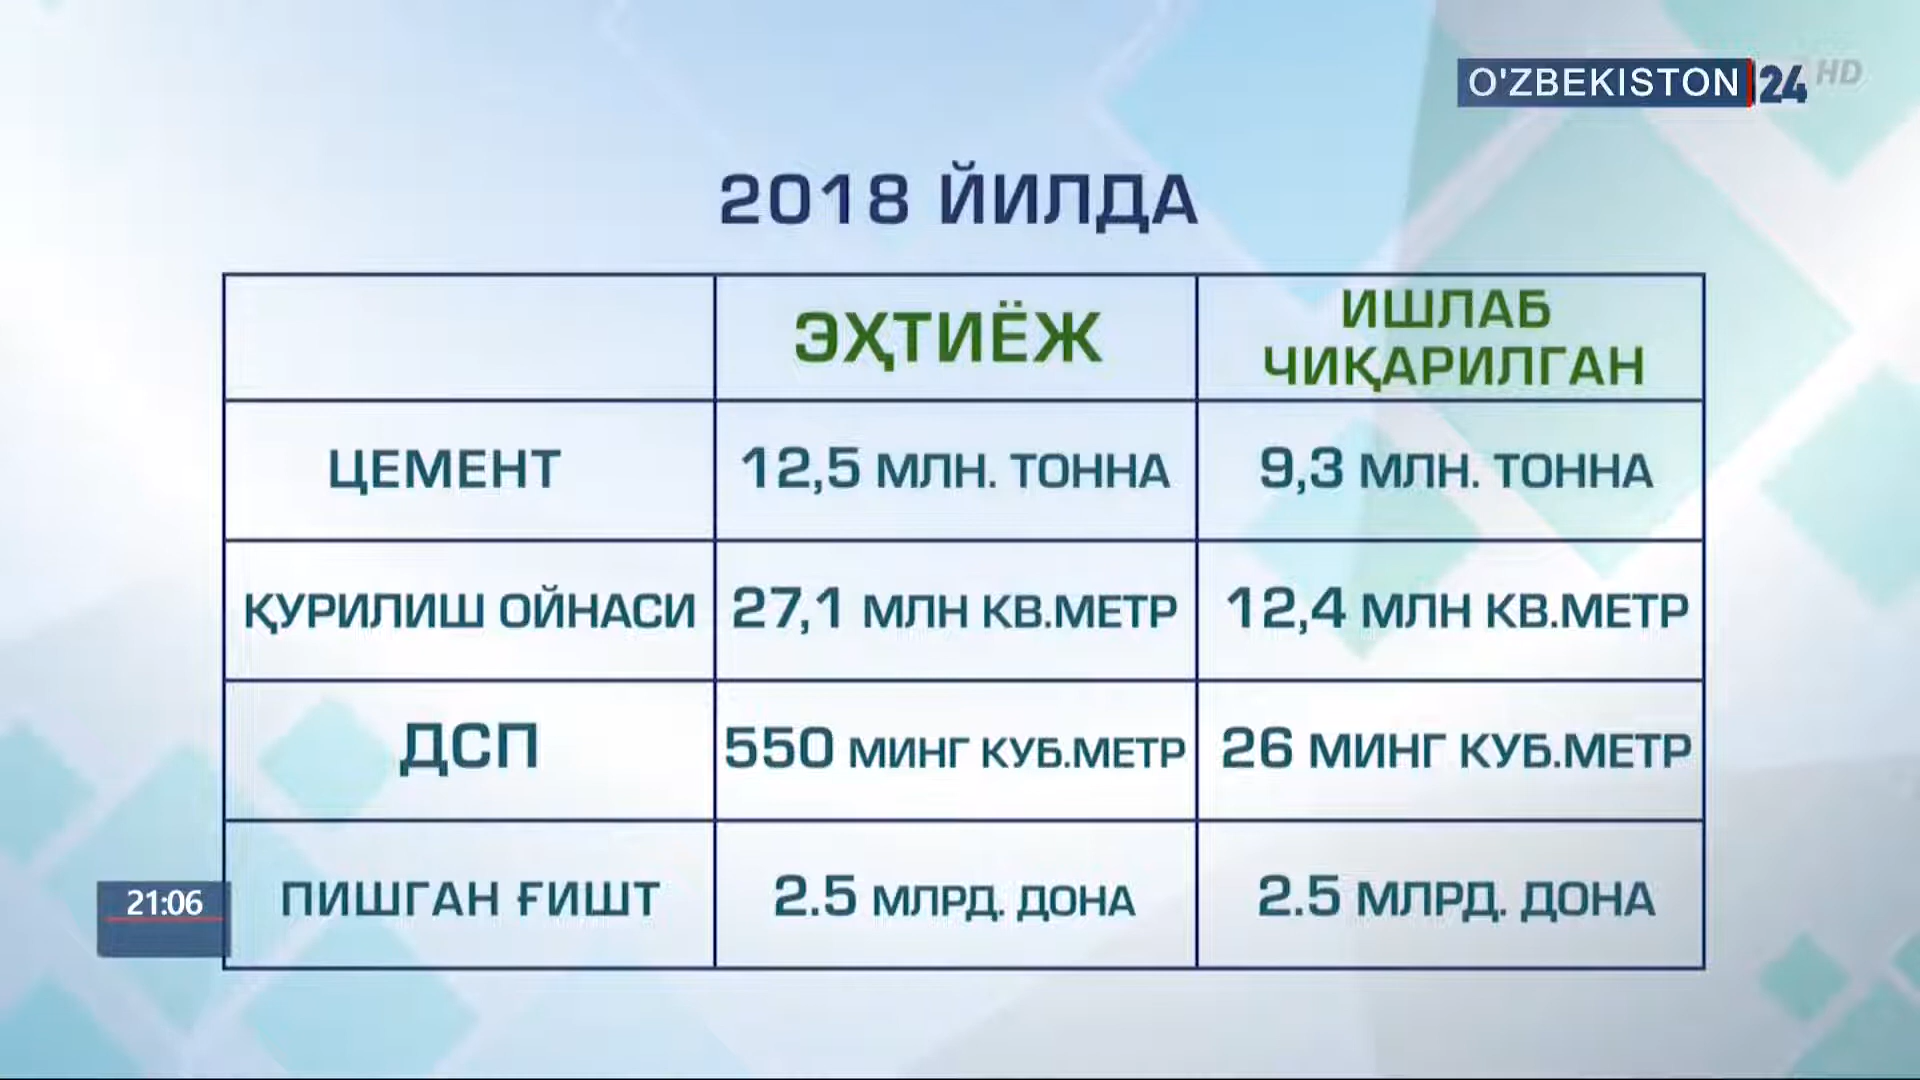 O'ZBEKISTON 24 HD
2018 ЙИЛДА
ЭҲТИЁЖ
ИШЛАБ
ЧИҚАРИЛГАН
ЦЕМЕНТ 12,5 МЛН. ТОННА 9,3 МЛН. ТОННА
ҚУРИЛИШ ОЙНАСИ 27,1 МЛН КВ.МЕТР 12,4 МЛН КВ.МЕТР
ДСП 550 МИНГ КУБ.МЕТР 26 МИНГ КУБ.МЕТР
ПИШГАН ҒИШТ 2.5 МЛРД. ДОНА 2.5 МЛРД. ДОНА
21:06